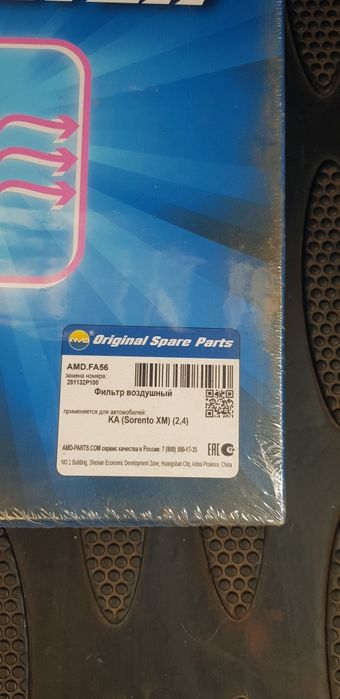 AMD
Original Spare Parts
AMD.FA56
замена номера:
281132P100
Фильтр воздушный
применяется для автомобилей:
KA (Sorento XM) (2,4)
AMD-PARTS.COM сервис качества в России: 7 (800) 500-17-35
NO.1 Building, Shexian Economic Development Zone, Huangshan City, Anhui Province, China
EAC